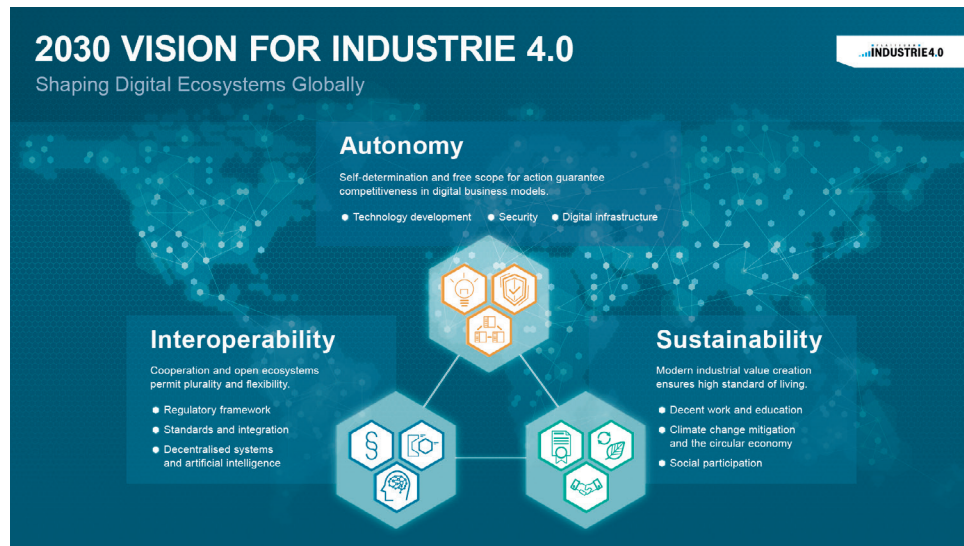 2030 VISION FOR INDUSTRIE 4.0
Shaping Digital Ecosystems Globally
INDUSTRIE4.0
Autonomy
Self-determination and free scope for action guarantee
competitiveness in digital business models.
Technology development
Security
Digital infrastructure
Interoperability
Cooperation and open ecosystems
permit plurality and flexibility.
Regulatory framework
Standards and integration
Decentralised systems
and artificial intelligence
§
Sustainability
Modern industrial value creation
ensures high standard of living.
Decent work and education
Climate change mitigation
and the circular economy
Social participation